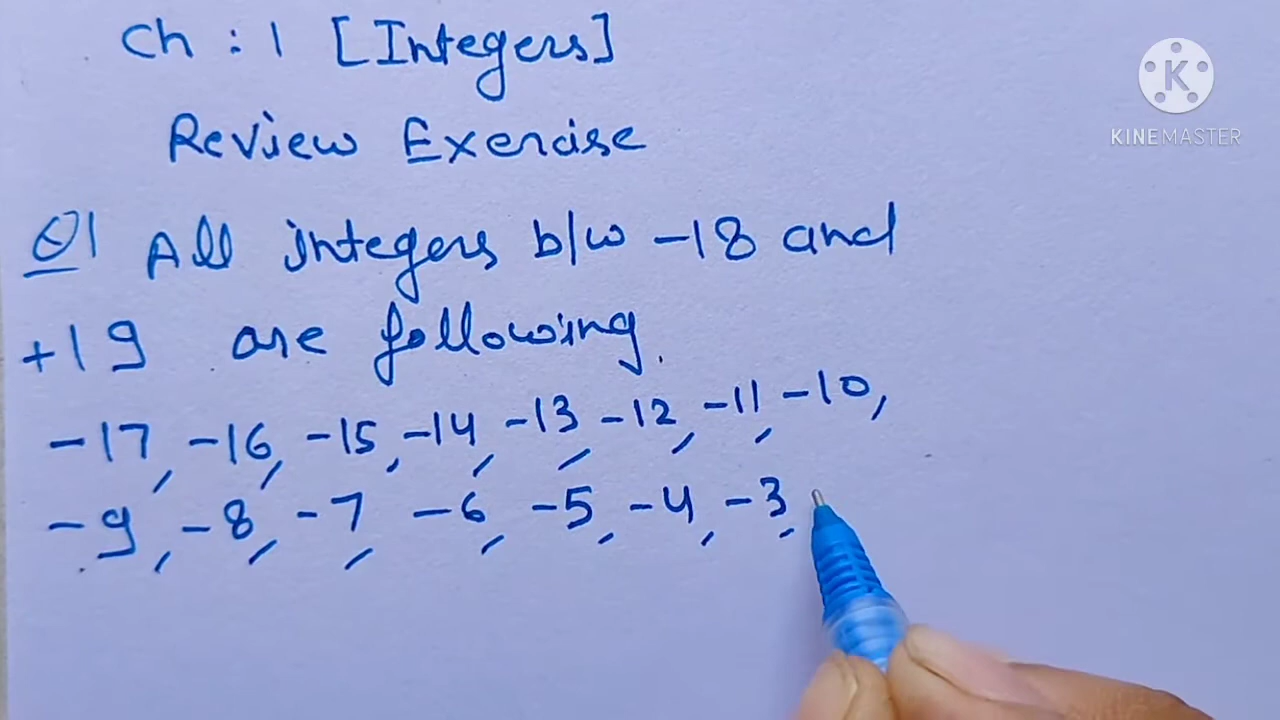 Ch : 1 [Integers]
K
KINEMASTER
Review Exercise
Q1 All integers b/w -18 and
+19 are following.
-17, -16, -15, -14, -13, -12, -11, -10,
-9, -8, -7, -6, -5, -4, -3,